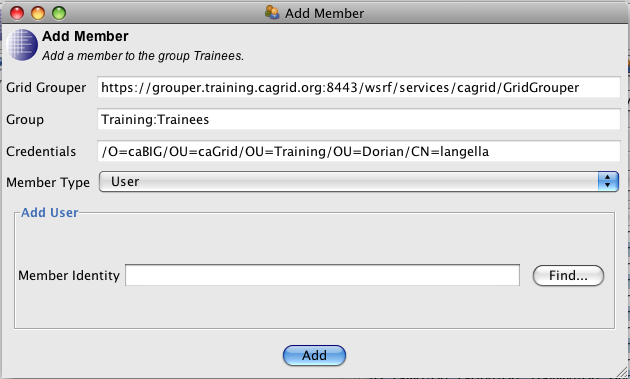 Add Member
Add Member
Add a member to the group Trainees.
Grid Grouper https://grouper.training.cagrid.org:8443/wsrf/services/cagrid/GridGrouper
Group Training:Trainees
Credentials /O=caBIG/OU=caGrid/OU=Training/OU=Dorian/CN=langella
Member Type User
Add User
Member Identity Find...
Add